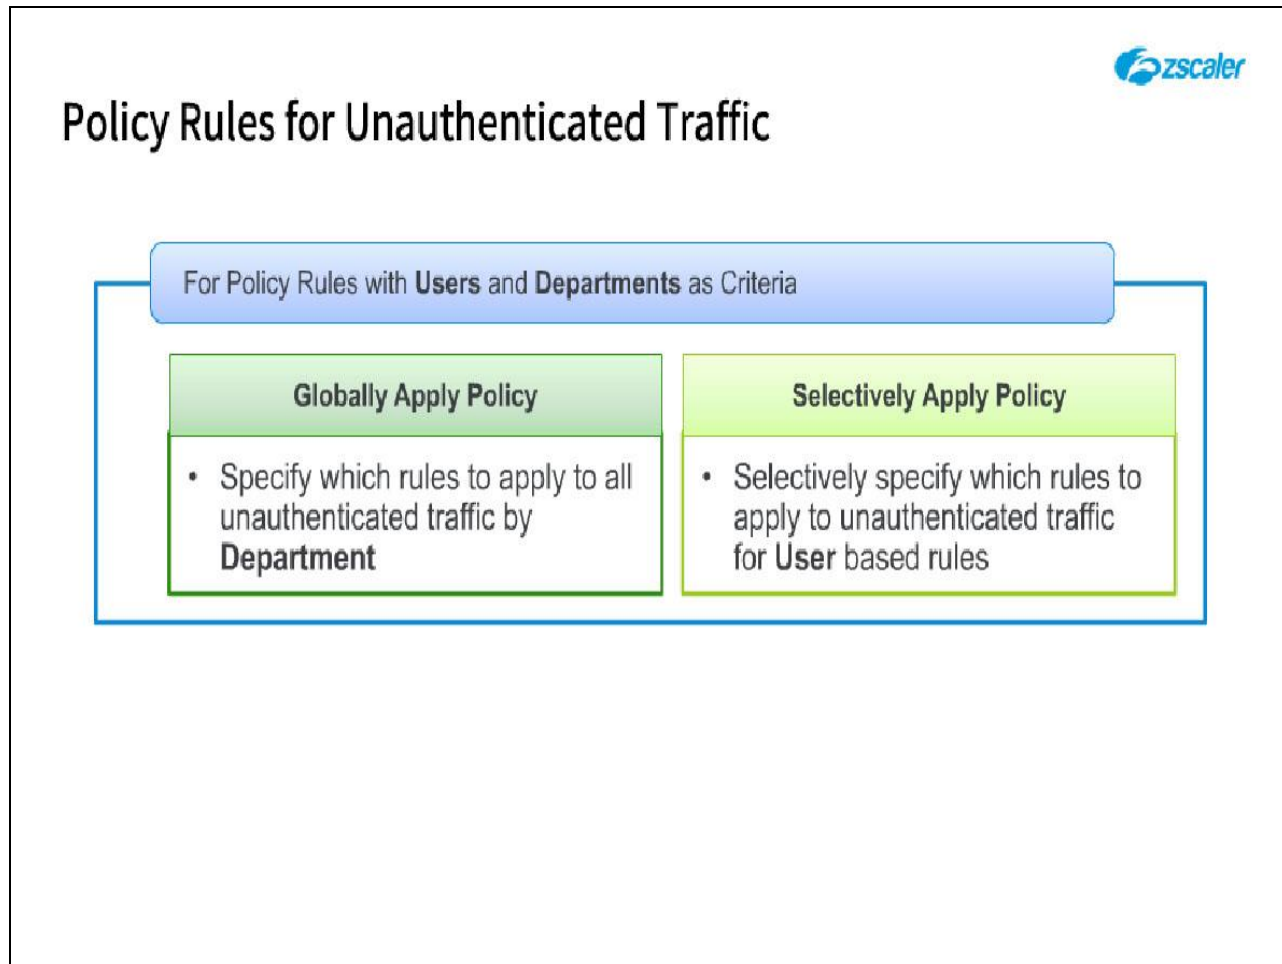 zscaler
Policy Rules for Unauthenticated Traffic
For Policy Rules with Users and Departments as Criteria
Globally Apply Policy
• Specify which rules to apply to all
unauthenticated traffic by
Department
Selectively Apply Policy
• Selectively specify which rules to
apply to unauthenticated traffic
for User based rules